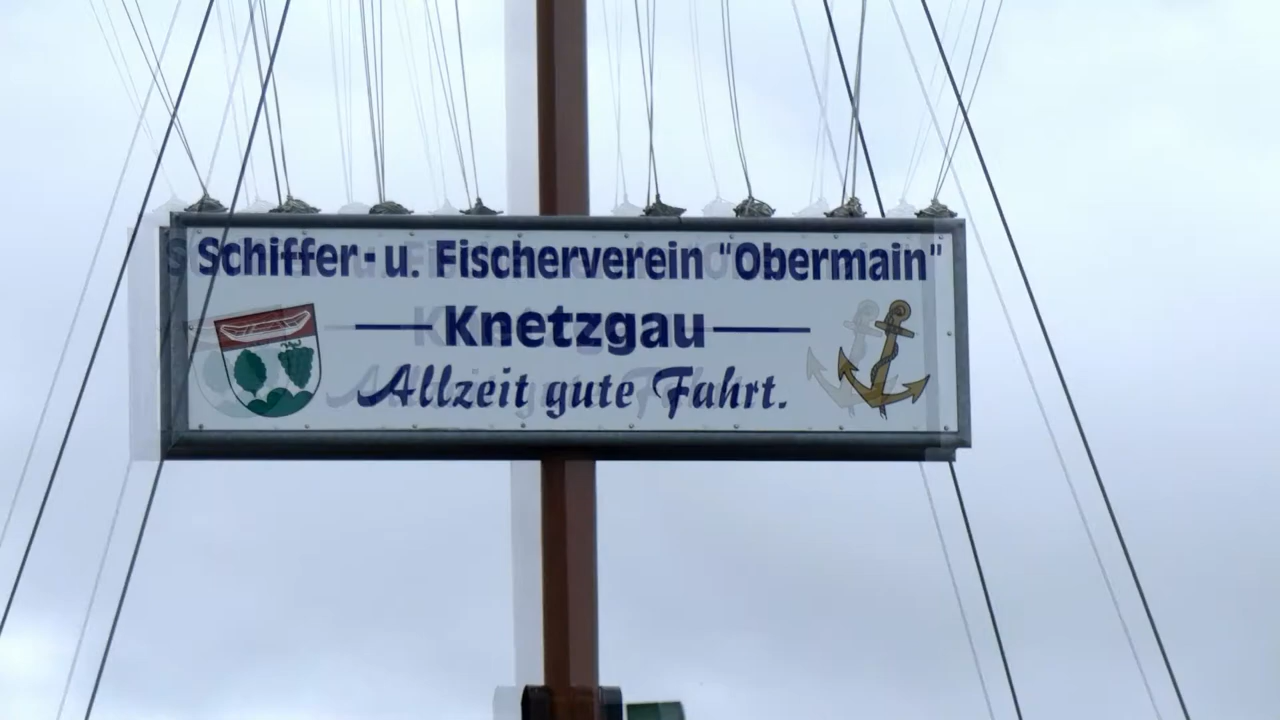 Schiffer- u. Fischerverein "Obermain"
Knetzgau
Allzeit gute Fahrt.